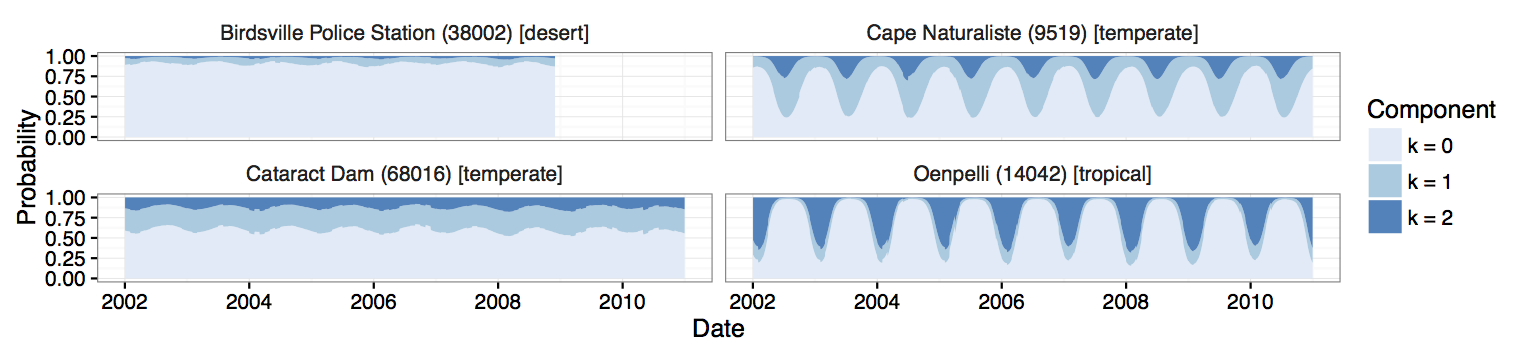 Birdsville Police Station (38002) [desert]
Cape Naturaliste (9519) [temperate]
1.00
0.75
0.50
0.25
0.00
Cataract Dam (68016) [temperate]
Oenpelli (14042) [tropical]
1.00
0.75
0.50
0.25
0.00
Probability
2002 2004 2006 2008 2010
2002 2004 2006 2008 2010
Date
Component
k = 0
k = 1
k = 2